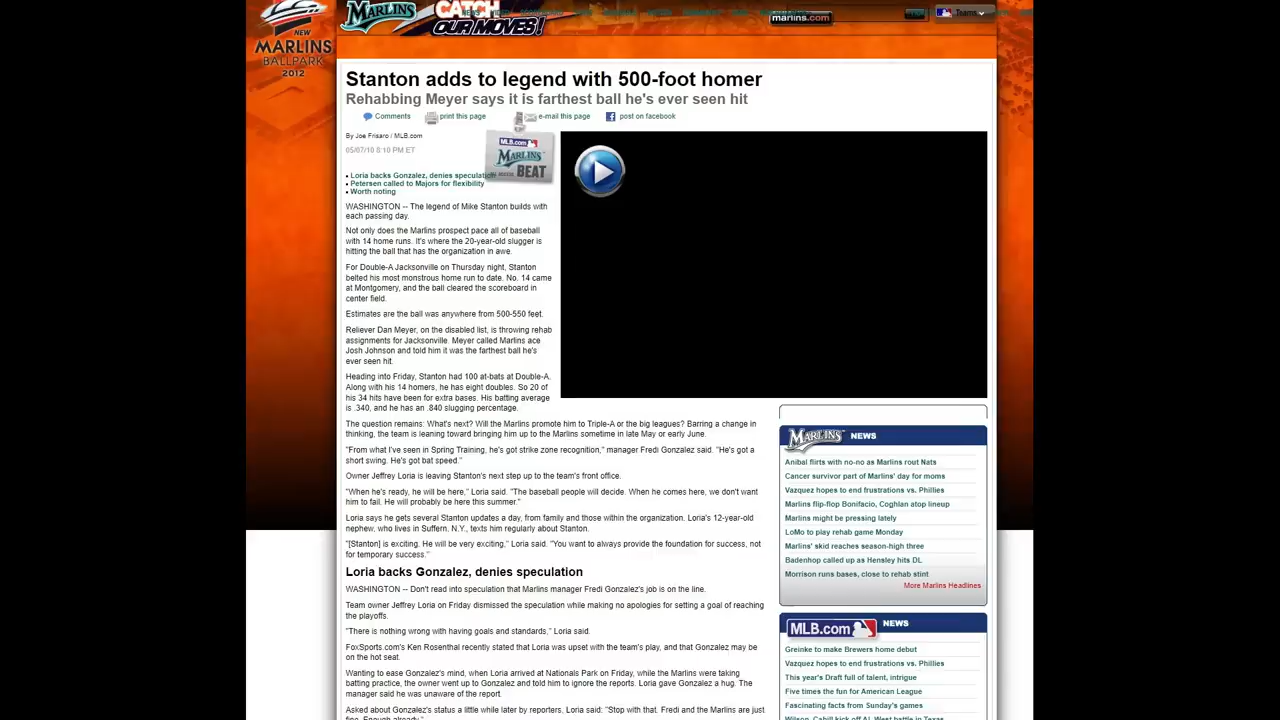 MARLINS
CATCH
OUR MOVES!
marlins.com
Teams
NEW
MARLINS
BALLPARK
2012
Stanton adds to legend with 500-foot homer
Rehabbing Meyer says it is farthest ball he's ever seen hit
Comments print this page e-mail this page post on facebook
By Joe Frisaro / MLB.com
05/07/10 8:10 PM ET
MLB.com
MARLINS
BEAT
Loria backs Gonzalez, denies speculation
Petersen called to Majors for flexibility
Worth noting
WASHINGTON -- The legend of Mike Stanton builds with
each passing day.
Not only does the Marlins prospect pace all of baseball
with 14 home runs. It's where the 20-year-old slugger is
hitting the ball that has the organization in awe.
For Double-A Jacksonville on Thursday night, Stanton
belted his most monstrous home run to date. No. 14 came
at Montgomery, and the ball cleared the scoreboard in
center field.
Estimates are the ball was anywhere from 500-550 feet.
Reliever Dan Meyer, on the disabled list, is throwing rehab
assignments for Jacksonville. Meyer called Marlins ace
Josh Johnson and told him it was the farthest ball he's
ever seen hit.
Heading into Friday, Stanton had 100 at-bats at Double-A.
Along with his 14 homers, he has eight doubles. So 20 of
his 34 hits have been for extra bases. His batting average
is .340, and he has an .840 slugging percentage.
The question remains: What's next? Will the Marlins promote him to Triple-A or the big leagues? Barring a change in
thinking, the team is leaning toward bringing him up to the Marlins sometime in late May or early June.
"From what I've seen in Spring Training, he's got strike zone recognition," manager Fredi Gonzalez said. "He's got a
short swing. He's got bat speed."
Owner Jeffrey Loria is leaving Stanton's next step up to the team's front office.
"When he's ready, he will be here," Loria said. "The baseball people will decide. When he comes here, we don't want
him to fail. He will probably be here this summer."
Loria says he gets several Stanton updates a day, from family and those within the organization. Loria's 12-year-old
nephew, who lives in Suffern, N.Y., texts him regularly about Stanton.
"[Stanton] is exciting. He will be very exciting," Loria said. "You want to always provide the foundation for success, not
for temporary success."
Loria backs Gonzalez, denies speculation
WASHINGTON -- Don't read into speculation that Marlins manager Fredi Gonzalez's job is on the line.
Team owner Jeffrey Loria on Friday dismissed the speculation while making no apologies for setting a goal of reaching
the playoffs.
"There is nothing wrong with having goals and standards," Loria said.
FoxSports.com's Ken Rosenthal recently stated that Loria was upset with the team's play, and that Gonzalez may be
on the hot seat.
Wanting to ease Gonzalez's mind, when Loria arrived at Nationals Park on Friday, while the Marlins were taking
batting practice, the owner went up to Gonzalez and told him to ignore the reports. Loria gave Gonzalez a hug. The
manager said he was unaware of the report.
Asked about Gonzalez's status a little while later by reporters, Loria said: "Stop with that. Fredi and the Marlins are just
fine. Enough already."
MARLINS NEWS
Anibal flirts with no-no as Marlins rout Nats
Cancer survivor part of Marlins' day for moms
Vazquez hopes to end frustrations vs. Phillies
Marlins flip-flop Bonifacio, Coghlan atop lineup
Marlins might be pressing lately
LoMo to play rehab game Monday
Marlins' skid reaches season-high three
Badenhop called up as Hensley hits DL
Morrison runs bases, close to rehab stint
More Marlins Headlines
MLB.com NEWS
Greinke to make Brewers home debut
Vazquez hopes to end frustrations vs. Phillies
This year's Draft full of talent, intrigue
Five times the fun for American League
Fascinating facts from Sunday's games
Wilson, Cahill kick off AL West battle in Texas